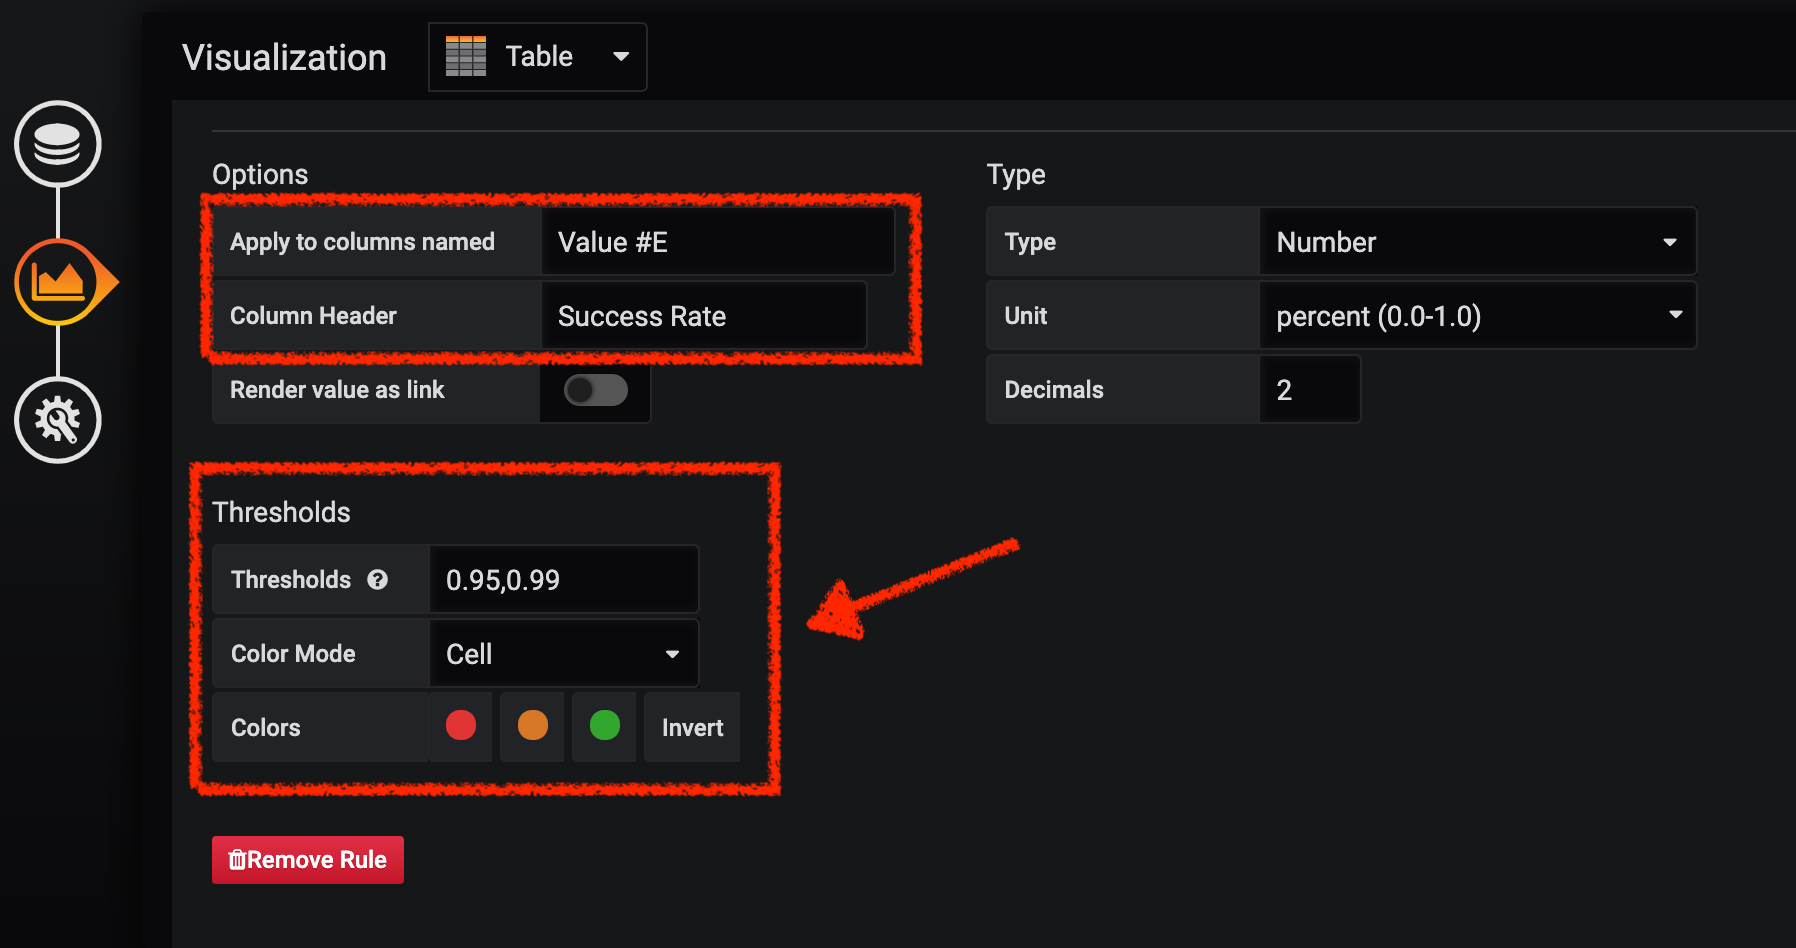 Visualization
Table
Options
Apply to columns named
Value #E
Column Header
Success Rate
Render value as link
Type
Type
Number
Unit
percent (0.0-1.0)
Decimals
2
Thresholds
Thresholds
0.95,0.99
Color Mode
Cell
Colors
Invert
Remove Rule